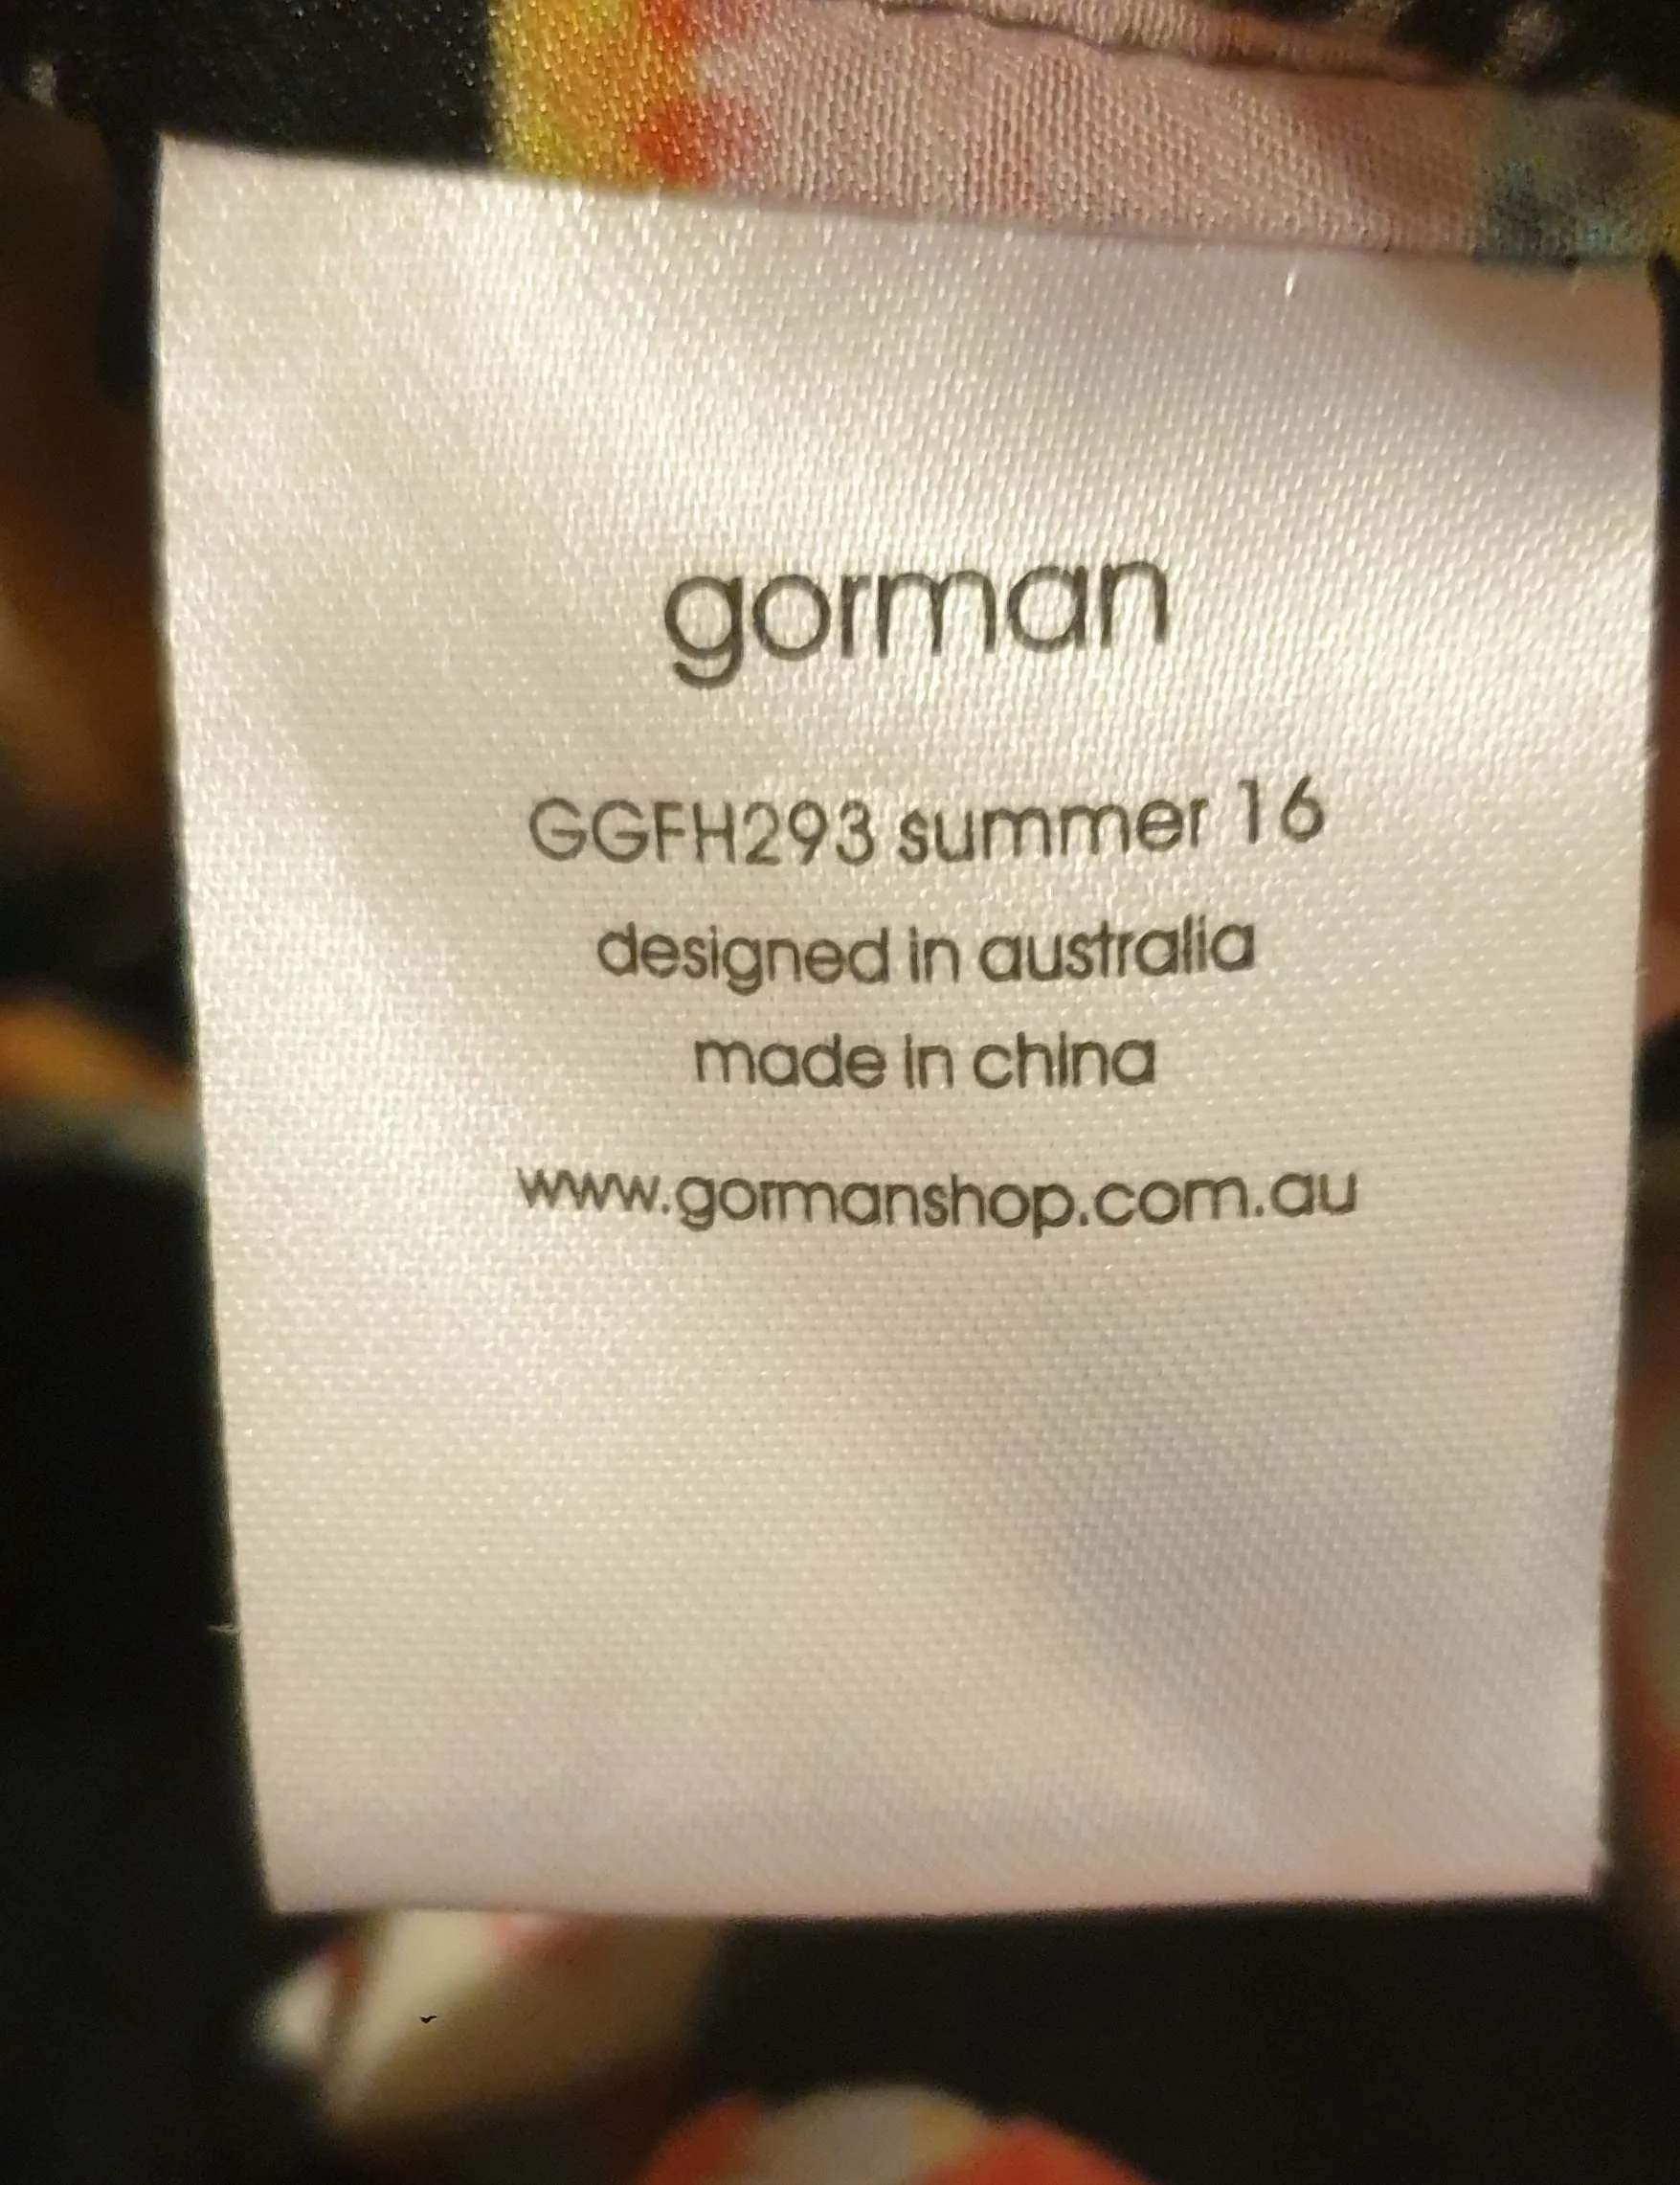 gorman
GGFH293 summer 16
designed in australia
made in china
www.gormanshop.com.au